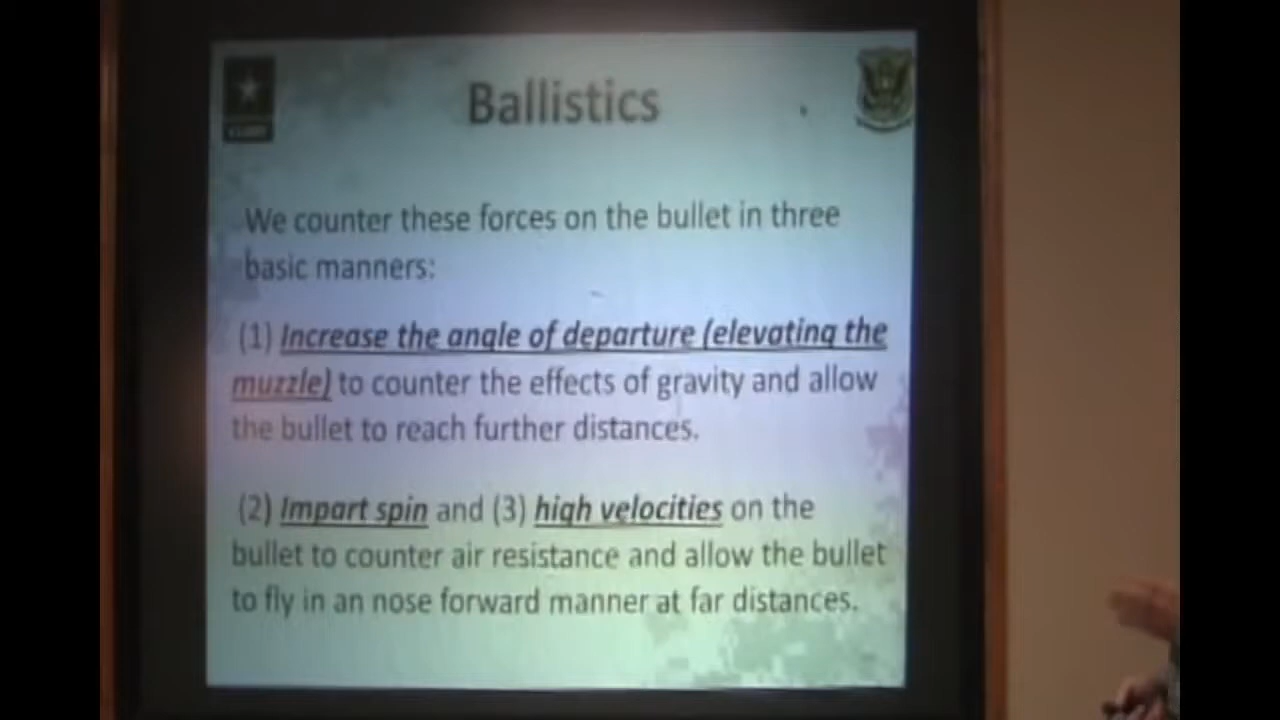 Ballistics
We counter these forces on the bullet in three
basic manners:
(1) Increase the angle of departure (elevating the
muzzle) to counter the effects of gravity and allow
the bullet to reach further distances.
(2) Impart spin and (3) high velocities on the
bullet to counter air resistance and allow the bullet
to fly in an nose forward manner at far distances.